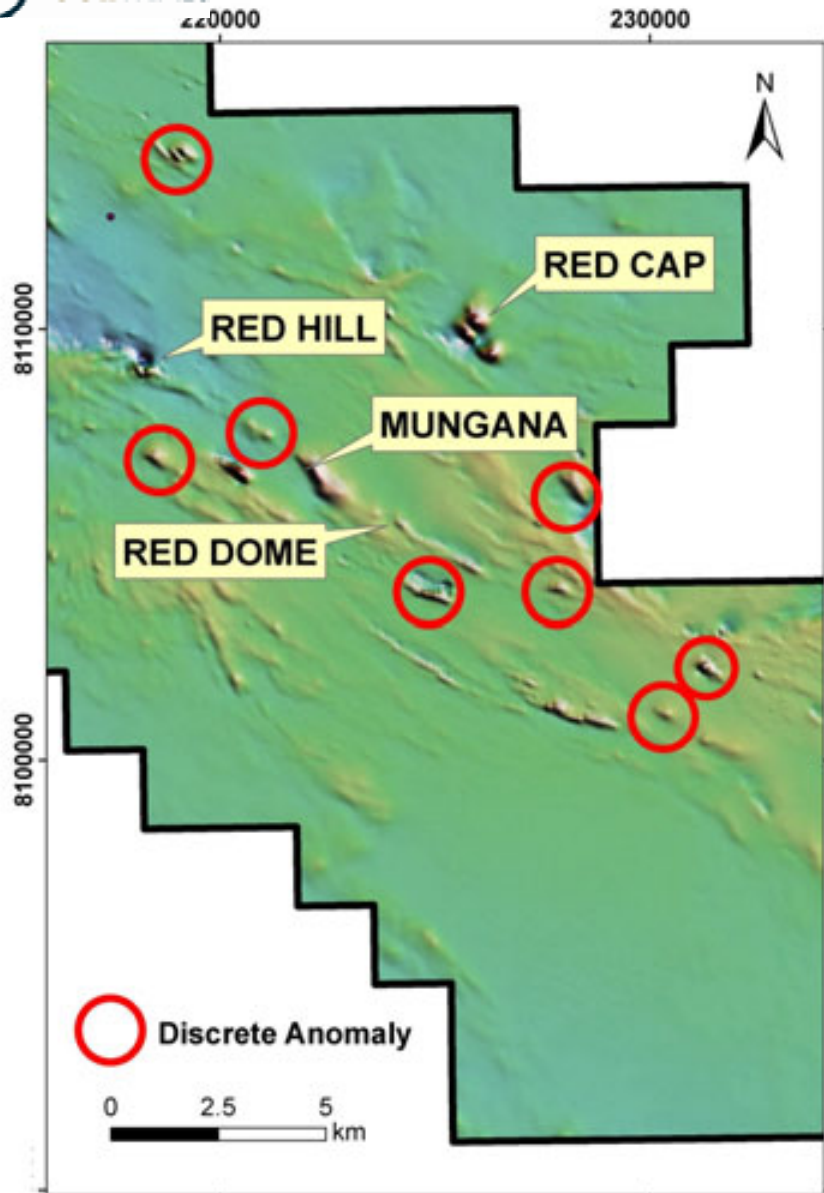 220000
230000
N
RED CAP
8110000
RED HILL
MUNGANA
RED DOME
8100000
Discrete Anomaly
0 2.5 5
km